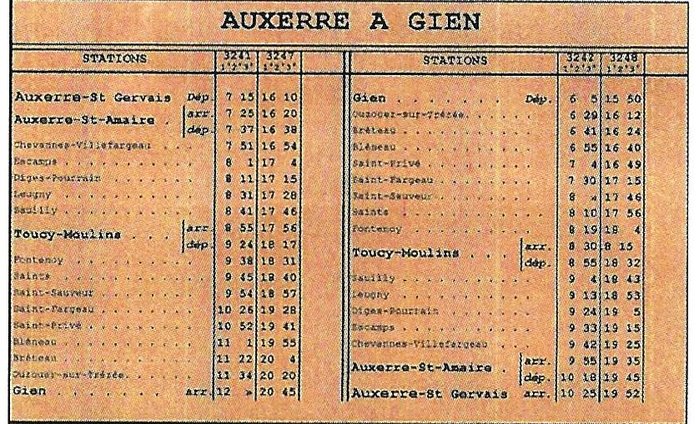 AUXERRE A GIEN
STATIONS 3241 3247
1°2°3° 1°2°3°
Auxerre-St Gervais Dép. 7 15 16 10
Auxerre-St-Amaire . arr. 7 25 16 20
dép. 7 37 16 38
Chevannes-Villefargeau . . . 7 51 16 54
Escamps . . . . . . . . 8 1 17 4
Diges-Pourrain . . . . . . 8 11 17 15
Leugny . . . . . . . . 8 31 17 28
Sauilly . . . . . . . . 8 41 17 46
Toucy-Moulins . . . arr. 8 55 17 56
dép. 9 24 18 17
Fontenoy . . . . . . . . 9 38 18 31
Saints . . . . . . . . 9 45 18 40
Saint-Sauveur . . . . . . 9 54 18 57
Saint-Fargeau . . . . . . 10 26 19 28
Saint-Privé . . . . . . . 10 52 19 41
Bléneau . . . . . . . . 11 1 19 55
Bréteau . . . . . . . . 11 22 20 4
Ouzouer-sur-Trézée. . . . . 11 34 20 20
Gien . . . . . . . arr. 12 » 20 45
STATIONS 3242 3248
1°2°3° 1°2°3°
Gien . . . . . . . Dép. 6 5 15 50
Ouzouer-sur-Trézée. . . . . 6 29 16 12
Bréteau . . . . . . . . 6 41 16 24
Bléneau . . . . . . . . 6 55 16 40
Saint-Privé . . . . . . . 7 4 16 49
Saint-Fargeau . . . . . . 7 30 17 15
Saint-Sauveur . . . . . . 8 » 17 46
Saints . . . . . . . . 8 10 17 56
Fontenoy . . . . . . . . 8 19 18 4
Toucy-Moulins . . . arr. 8 30 8 15
dép. 8 55 18 32
Sauilly . . . . . . . . 9 4 18 43
Leugny . . . . . . . . 9 13 18 53
Diges-Pourrain . . . . . . 9 24 19 5
Escamps . . . . . . . . 9 33 19 15
Chevannes-Villefargeau . . . 9 42 19 25
Auxerre-St-Amaire . arr. 9 55 19 35
dép. 10 18 19 45
Auxerre-St Gervais arr. 10 25 19 52